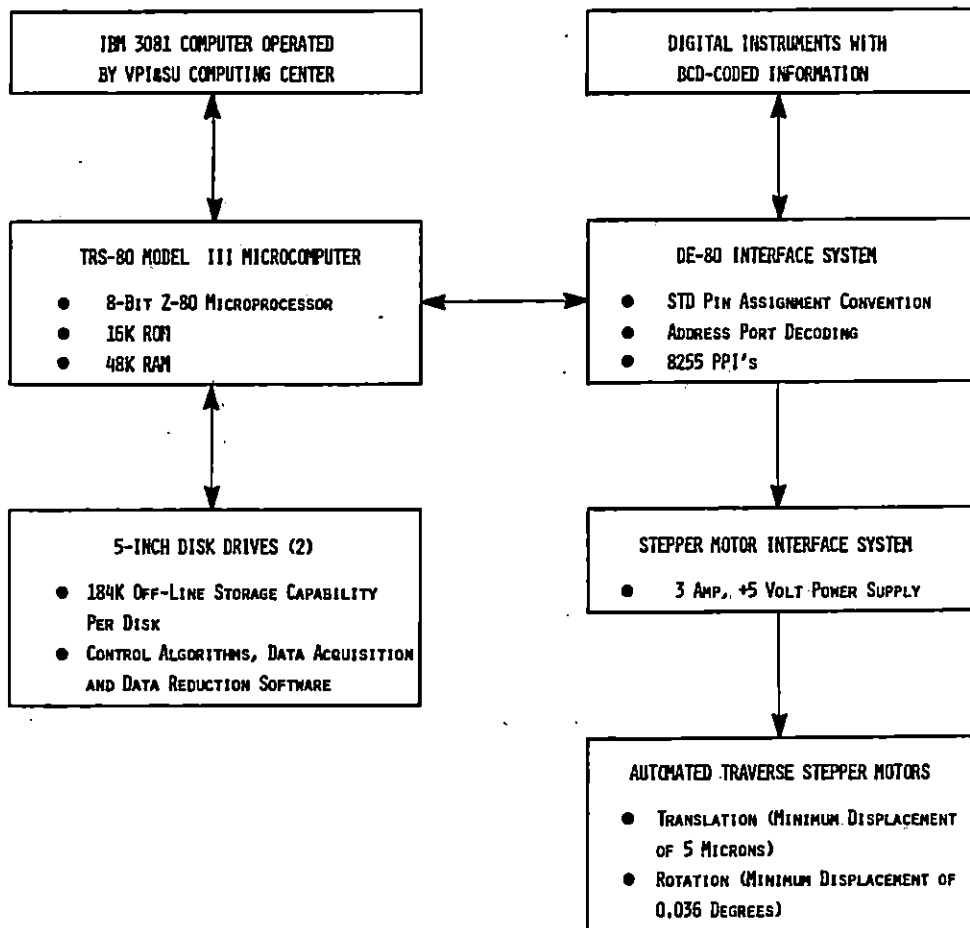 IBM 3081 COMPUTER OPERATED
BY VPI&SU COMPUTING CENTER
DIGITAL INSTRUMENTS WITH
BCD-CODED INFORMATION
TRS-80 MODEL III MICROCOMPUTER
● 8-BIT Z-80 MICROPROCESSOR
● 16K ROM
● 48K RAM
DE-80 INTERFACE SYSTEM
● STD PIN ASSIGNMENT CONVENTION
● ADDRESS PORT DECODING
● 8255 PPI'S
5-INCH DISK DRIVES (2)
● 184K OFF-LINE STORAGE CAPABILITY
PER DISK
● CONTROL ALGORITHMS, DATA ACQUISITION
AND DATA REDUCTION SOFTWARE
STEPPER MOTOR INTERFACE SYSTEM
● 3 AMP, +5 VOLT POWER SUPPLY
AUTOMATED TRAVERSE STEPPER MOTORS
● TRANSLATION (MINIMUM DISPLACEMENT
OF 5 MICRONS)
● ROTATION (MINIMUM DISPLACEMENT OF
0.036 DEGREES)